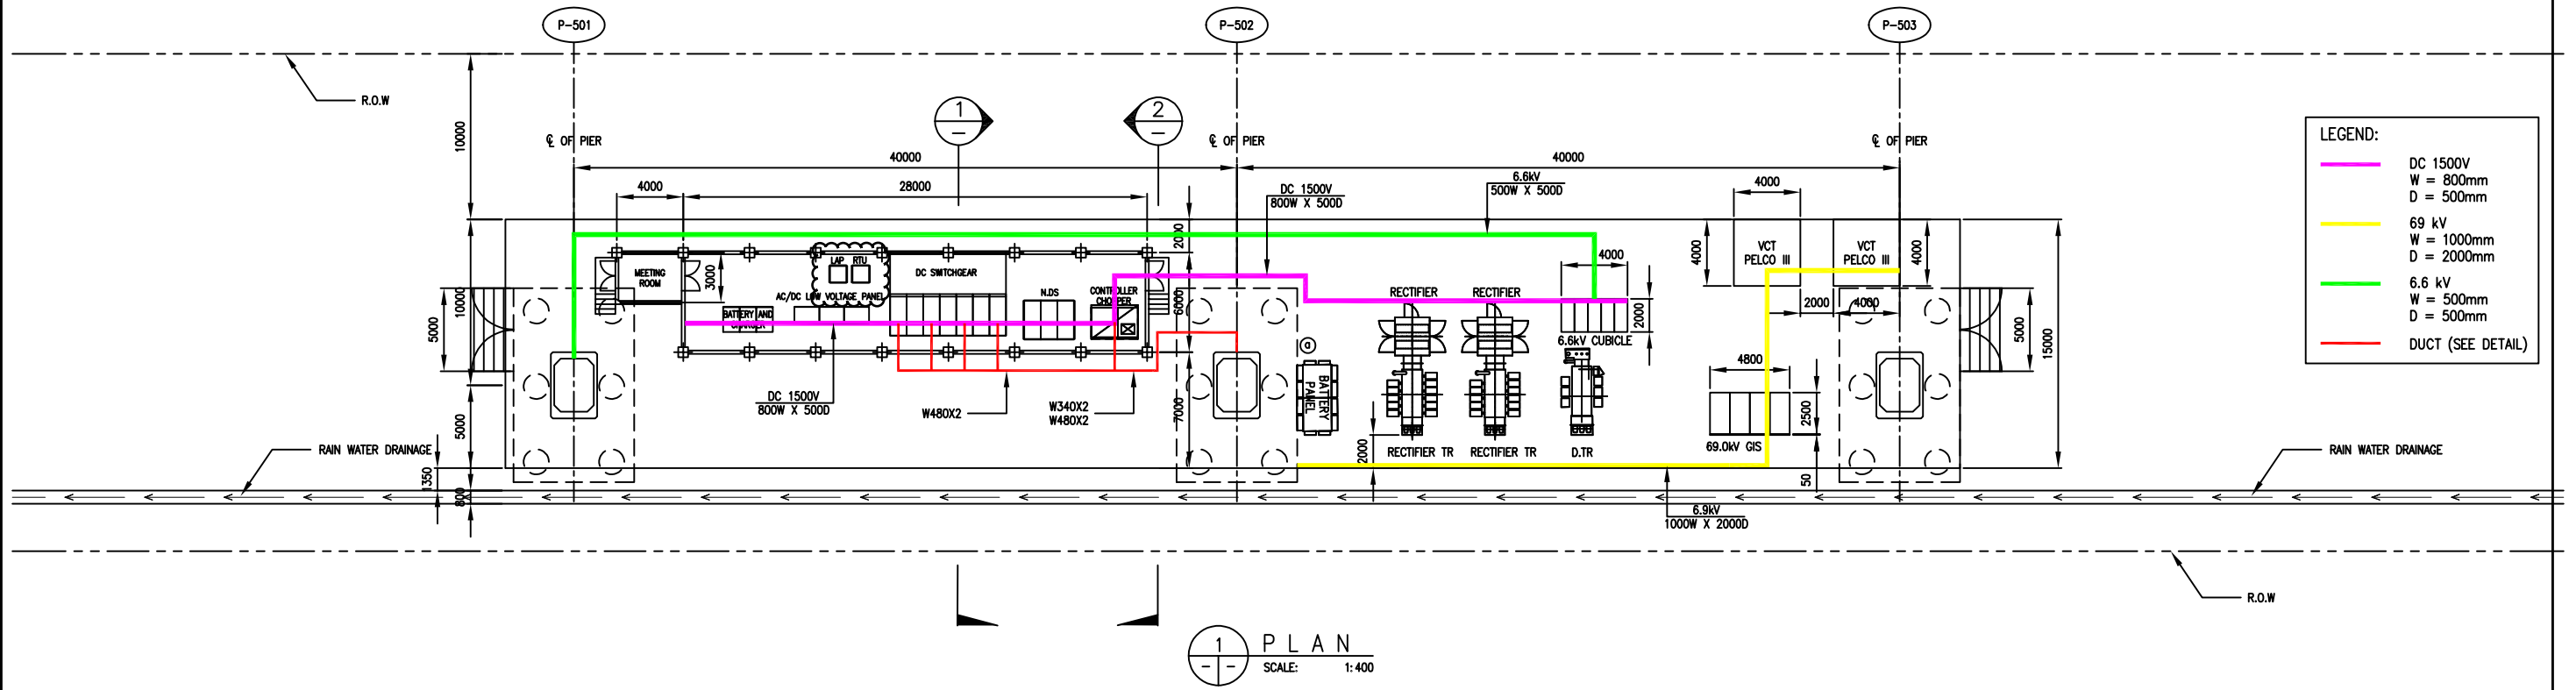 P-501
P-502
P-503
R.O.W
10000
℄ OF PIER
1
–
2
–
℄ OF PIER
℄ OF PIER
40000
40000
4000
28000
DC 1500V
800W X 500D
6.6kV
500W X 500D
4000
LEGEND:
DC 1500V
W = 800mm
D = 500mm
69 kV
W = 1000mm
D = 2000mm
6.6 kV
W = 500mm
D = 500mm
DUCT (SEE DETAIL)
2000
4000
VCT
PELCO III
VCT
PELCO III
4000
MEETING
ROOM
3000
LAP RTU
DC SWITCHGEAR
AC/DC LOW VOLTAGE PANEL
BATTERY AND
CHARGER
N.DS
CONTROLLER
CHOPPER
6000
4000
RECTIFIER
RECTIFIER
2000
6.6kV CUBICLE
2000
4000
10000
5000
5000
15000
a
BATTERY
PANEL
4800
2500
DC 1500V
800W X 500D
W480X2
W340X2
W480X2
7000
5000
2000
RECTIFIER TR
RECTIFIER TR
D.TR
69.0kV GIS
50
RAIN WATER DRAINAGE
RAIN WATER DRAINAGE
1350
800
6.9kV
1000W X 2000D
R.O.W
1
PLAN
SCALE: 1:400